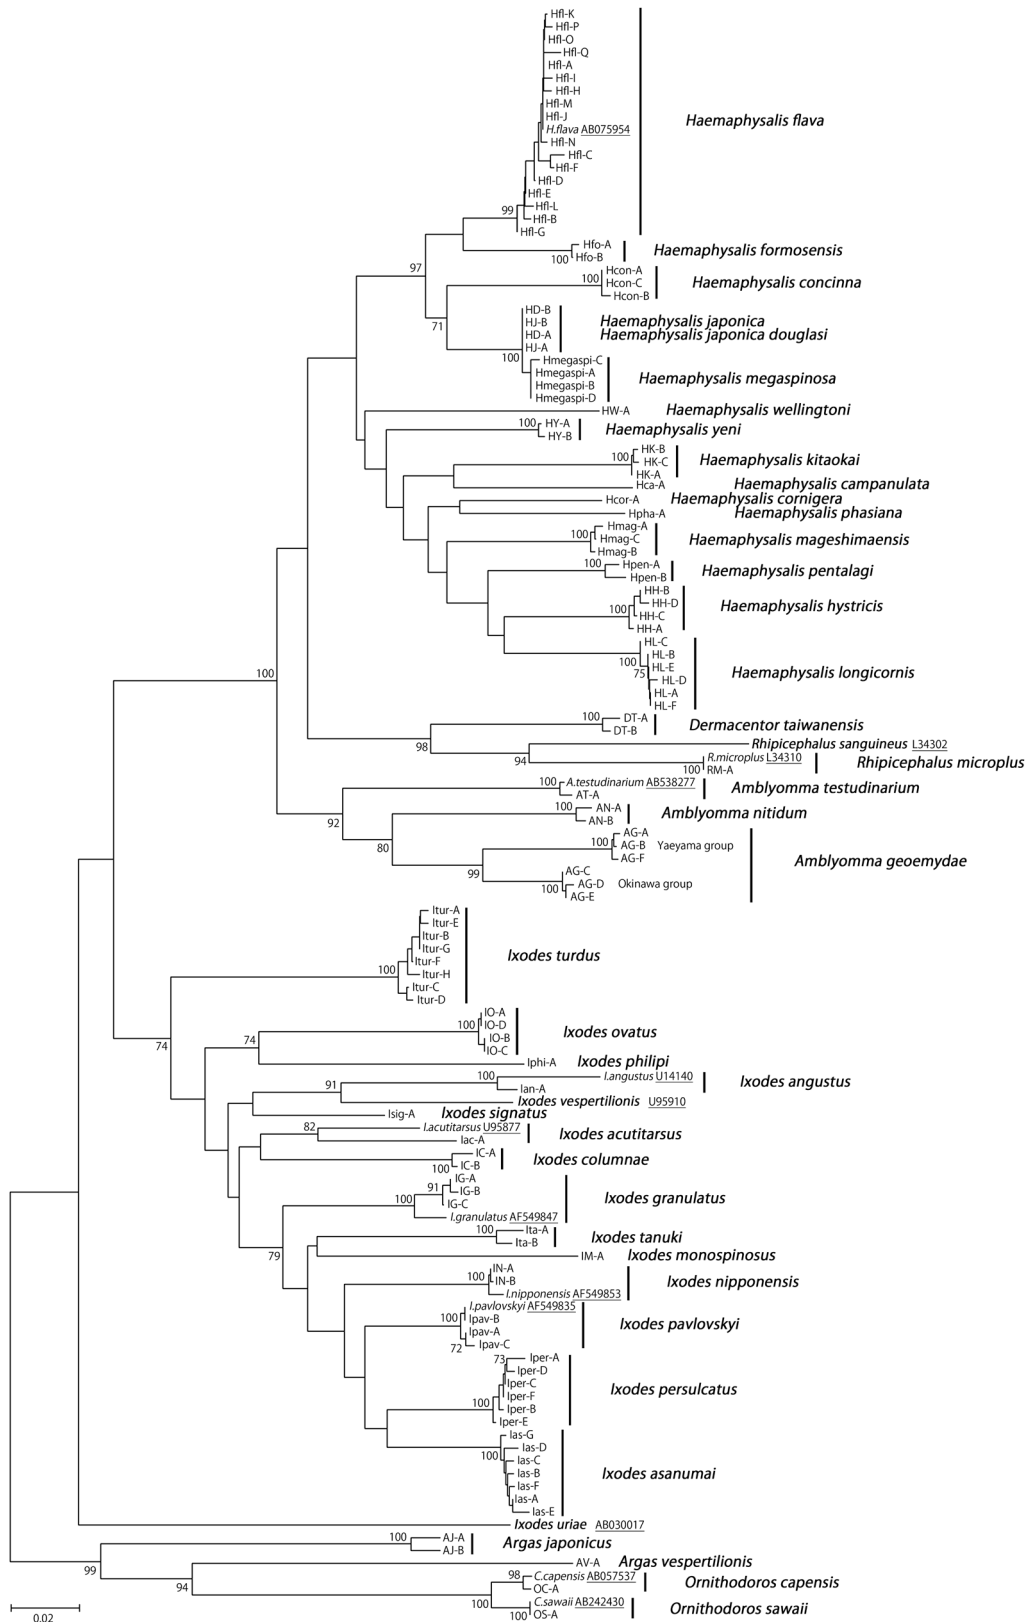 Hfl-K
Hfl-P
Hfl-O
Hfl-Q
Hfl-A
Hfl-I
Hfl-H
Hfl-M
Hfl-J
H.flava AB075954
Hfl-N
Hfl-C
Hfl-F
Hfl-D
Hfl-E
Hfl-L
Hfl-B
Hfl-G
99
Haemaphysalis flava
Hfo-A
Hfo-B
100
Haemaphysalis formosensis
97
Hcon-A
Hcon-C
Hcon-B
100
Haemaphysalis concinna
71
HD-B
HJ-B
HD-A
HJ-A
100
Haemaphysalis japonica
Haemaphysalis japonica douglasi
Hmegaspi-C
Hmegaspi-A
Hmegaspi-B
Hmegaspi-D
Haemaphysalis megaspinosa
HW-A Haemaphysalis wellingtoni
100
HY-A
HY-B
Haemaphysalis yeni
HK-B
HK-C
HK-A
100
Haemaphysalis kitaokai
Hca-A Haemaphysalis campanulata
Hcor-A Haemaphysalis cornigera
Hpha-A Haemaphysalis phasiana
Hmag-A
Hmag-C
Hmag-B
100
Haemaphysalis mageshimaensis
Hpen-A
Hpen-B
100
Haemaphysalis pentalagi
HH-B
HH-D
HH-C
HH-A
100
Haemaphysalis hystricis
HL-C
HL-B
HL-E
HL-D
HL-A
HL-F
100
75
Haemaphysalis longicornis
100
DT-A
DT-B
100
Dermacentor taiwanensis
98
Rhipicephalus sanguineus L34302
94
R.microplus L34310
RM-A
100
Rhipicephalus microplus
A.testudinarium AB538277
AT-A
100
Amblyomma testudinarium
92
AN-A
AN-B
100
Amblyomma nitidum
80
AG-A
AG-B
AG-F
100
Yaeyama group
99
AG-C
AG-D
AG-E
100
Okinawa group
Amblyomma geoemydae
Itur-A
Itur-E
Itur-B
Itur-G
Itur-F
Itur-H
Itur-C
Itur-D
100
Ixodes turdus
74
IO-A
IO-D
IO-B
IO-C
100
Ixodes ovatus
74
Iphi-A Ixodes philipi
I.angustus U14140
Ian-A
100
Ixodes angustus
91
Ixodes vespertilionis U95910
Isig-A Ixodes signatus
I.acutitarsus U95877
Iac-A
82
Ixodes acutitarsus
IC-A
IC-B
100
Ixodes columnae
IG-A
IG-B
IG-C
91
100
I.granulatus AF549847
Ixodes granulatus
79
Ita-A
Ita-B
100
Ixodes tanuki
IM-A Ixodes monospinosus
IN-A
IN-B
100
I.nipponensis AF549853
Ixodes nipponensis
I.pavlovskyi AF549835
Ipav-B
Ipav-A
Ipav-C
100
72
Ixodes pavlovskyi
73
Iper-A
Iper-D
Iper-C
Iper-F
Iper-B
Iper-E
100
Ixodes persulcatus
Ias-G
Ias-D
Ias-C
Ias-B
Ias-F
Ias-A
Ias-E
100
Ixodes asanumai
Ixodes uriae AB030017
AJ-A
AJ-B
100
Argas japonicus
99
AV-A Argas vespertilionis
94
C.capensis AB057537
OC-A
98
Ornithodoros capensis
100
C.sawaii AB242430
OS-A
100
Ornithodoros sawaii
0.02